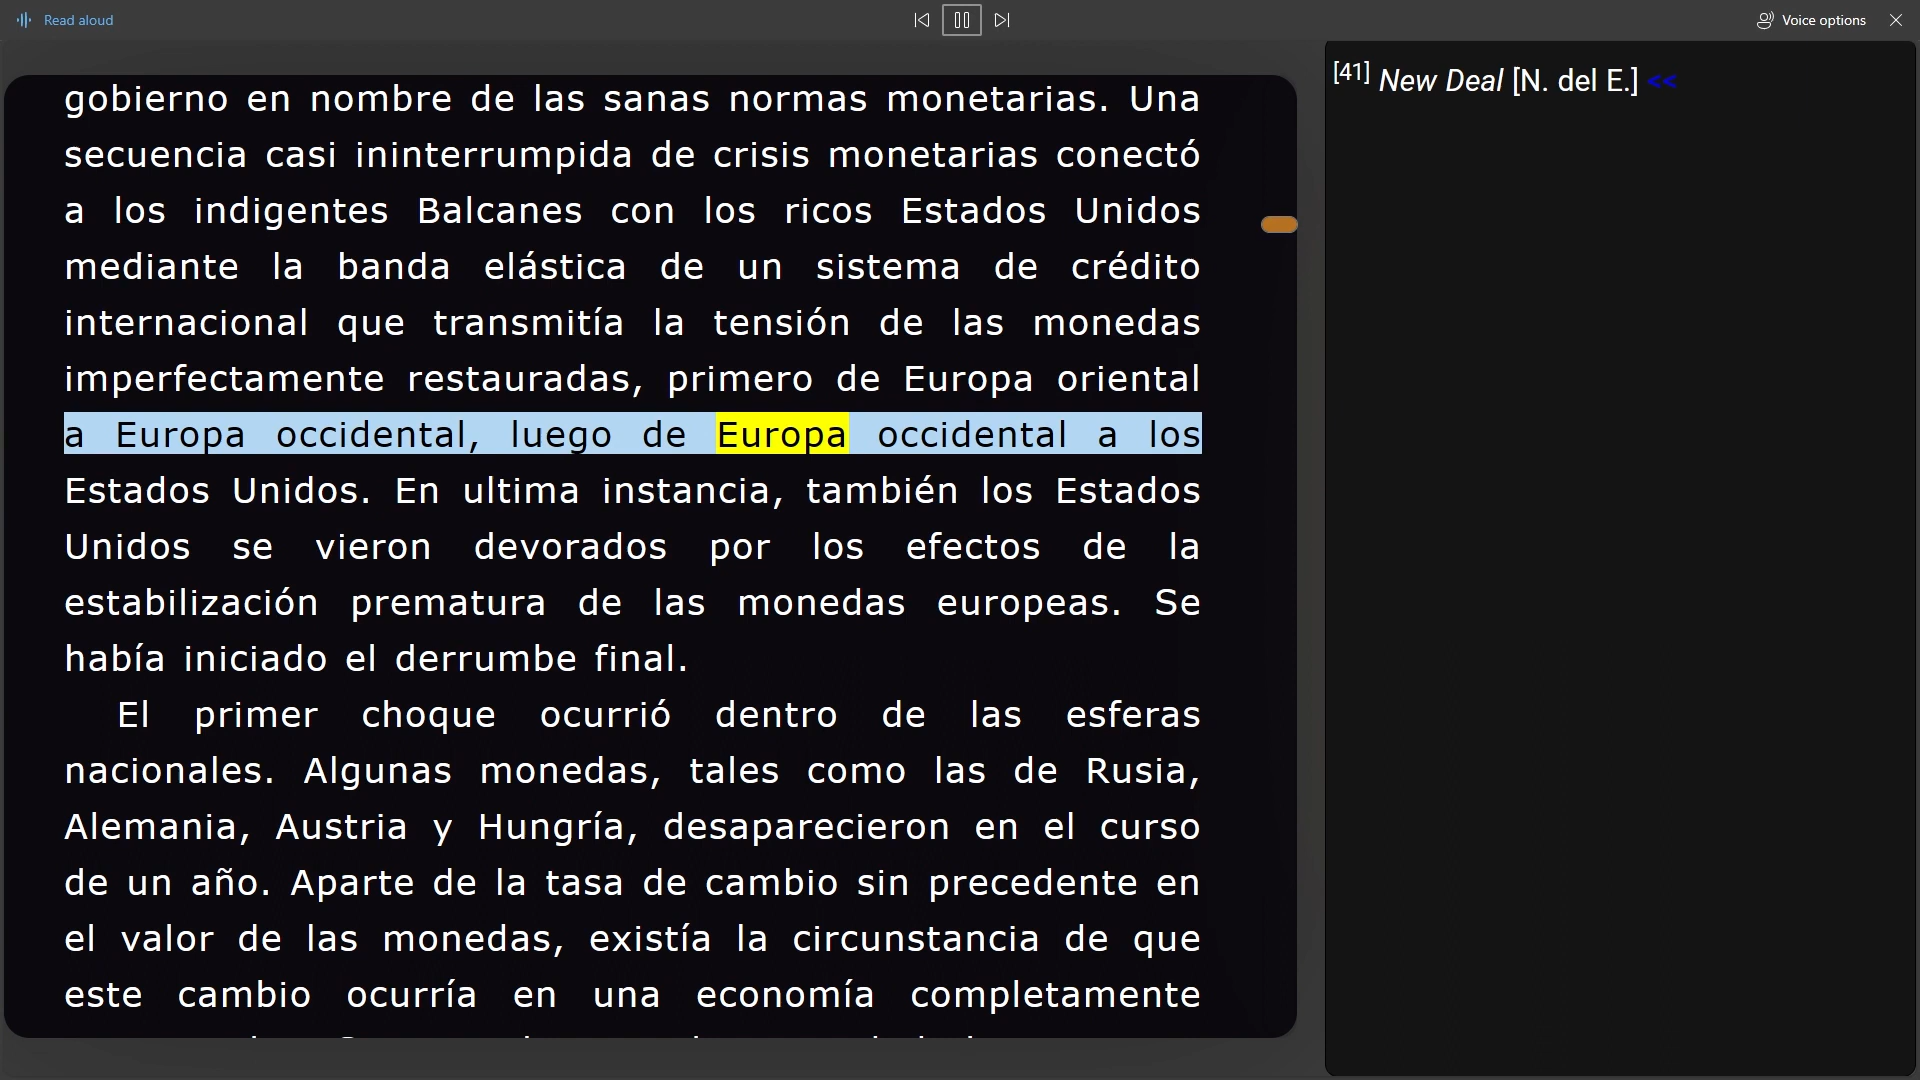 Read aloud
Voice options
gobierno en nombre de las sanas normas monetarias. Una
secuencia casi ininterrumpida de crisis monetarias conectó
a los indigentes Balcanes con los ricos Estados Unidos
mediante la banda elástica de un sistema de crédito
internacional que transmitía la tensión de las monedas
imperfectamente restauradas, primero de Europa oriental
a Europa occidental, luego de Europa occidental a los
Estados Unidos. En ultima instancia, también los Estados
Unidos se vieron devorados por los efectos de la
estabilización prematura de las monedas europeas. Se
había iniciado el derrumbe final.
El primer choque ocurrió dentro de las esferas
nacionales. Algunas monedas, tales como las de Rusia,
Alemania, Austria y Hungría, desaparecieron en el curso
de un año. Aparte de la tasa de cambio sin precedente en
el valor de las monedas, existía la circunstancia de que
este cambio ocurría en una economía completamente
[41] New Deal [N. del E.] <<